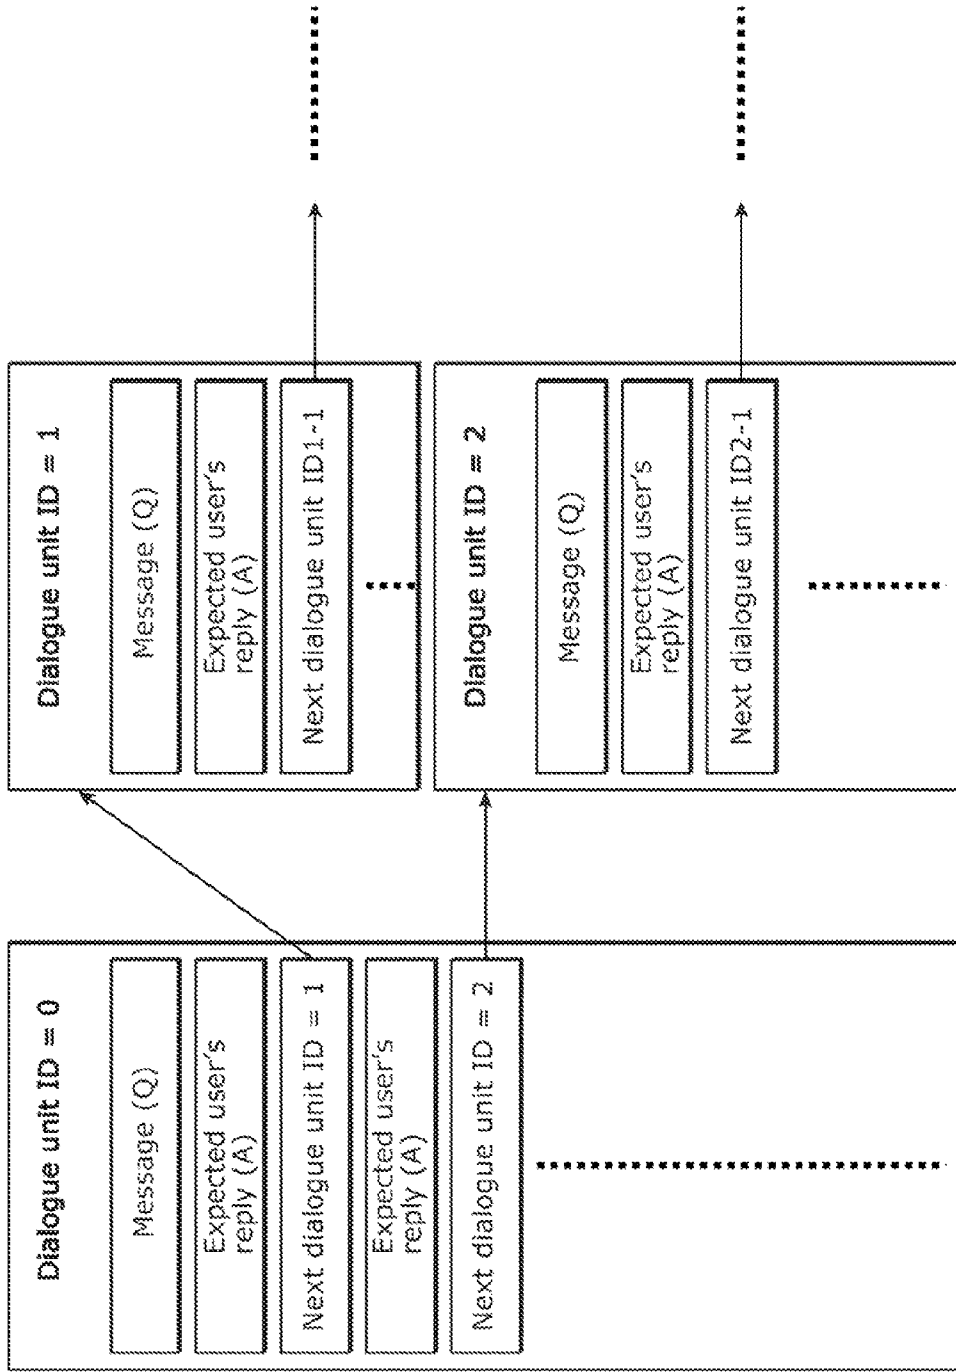 Dialogue unit ID = 0
Message (Q)
Expected user's
reply (A)
Next dialogue unit ID = 1
Expected user's
reply (A)
Next dialogue unit ID = 2
Dialogue unit ID = 1
Message (Q)
Expected user's
reply (A)
Next dialogue unit ID1-1
Dialogue unit ID = 2
Message (Q)
Expected user's
reply (A)
Next dialogue unit ID2-1